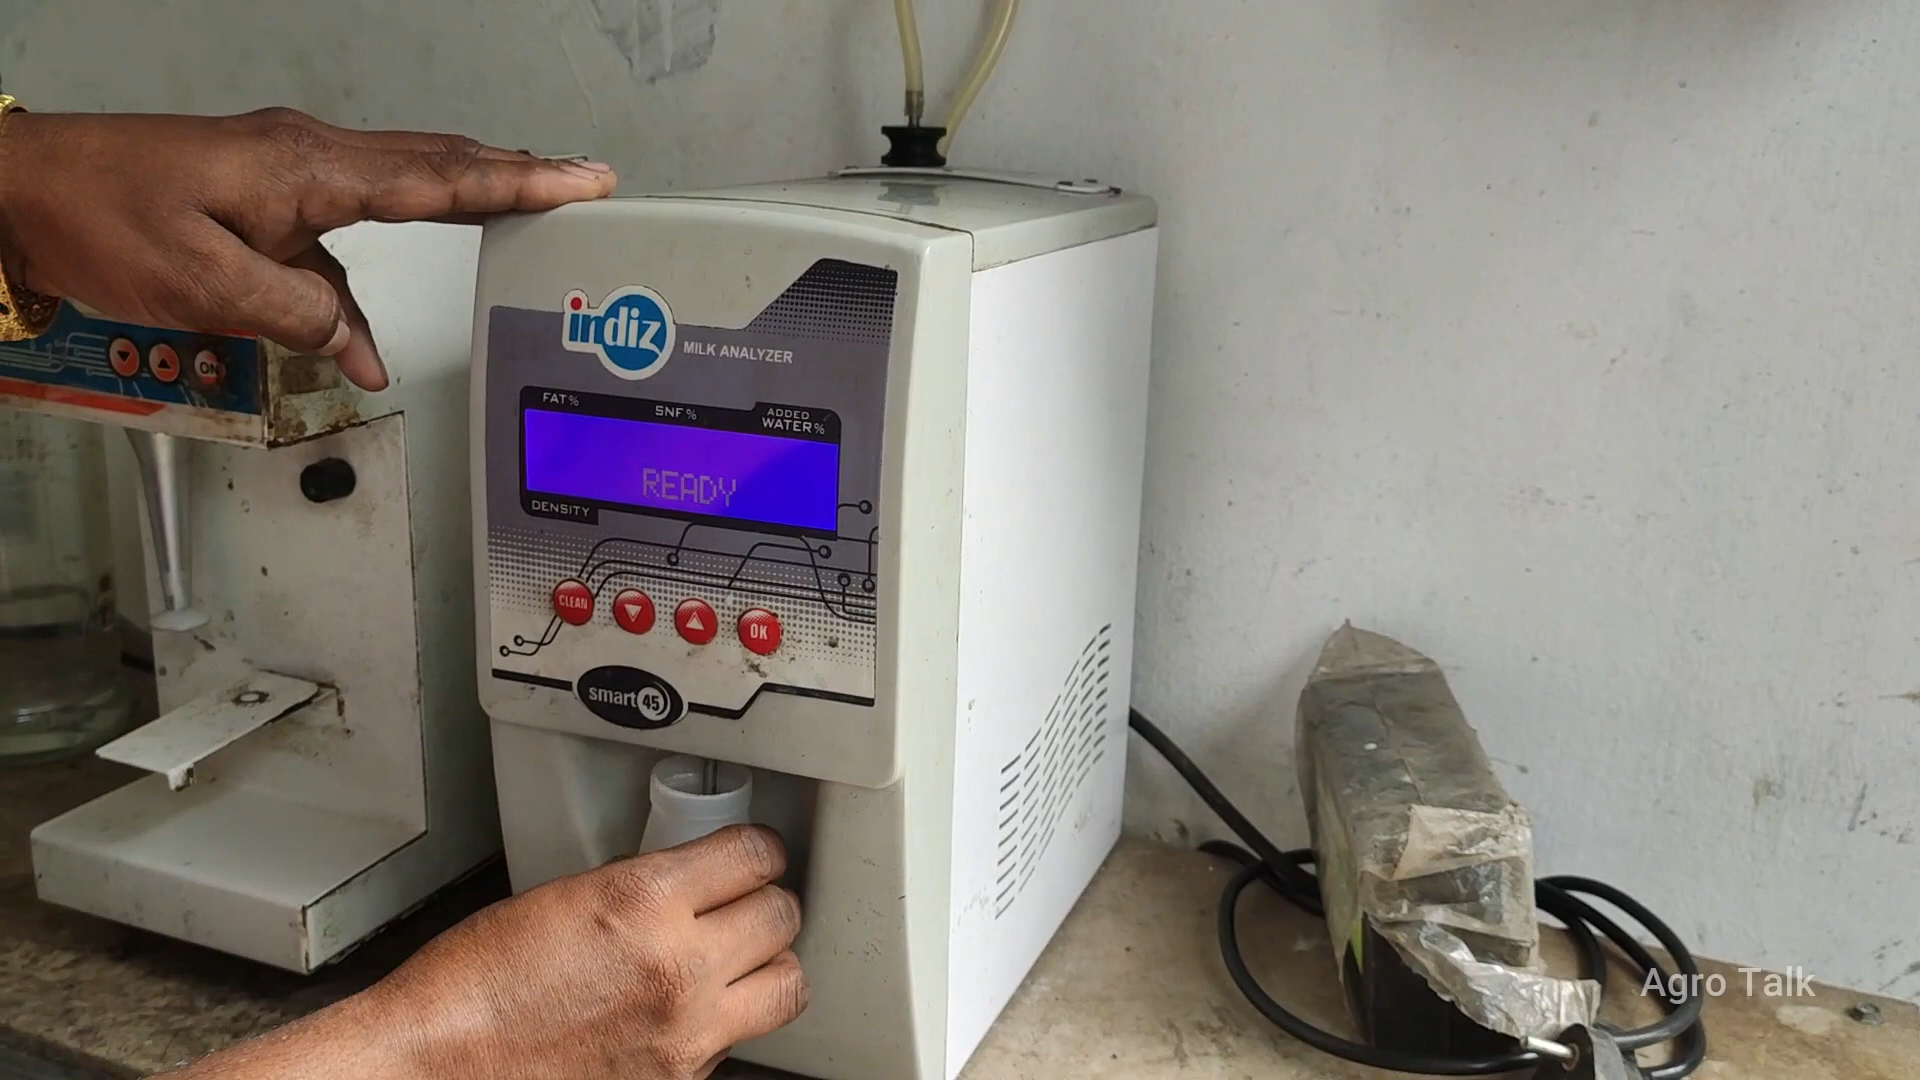 indiz
MILK ANALYZER
FAT%
SNF%
ADDED
WATER%
READY
DENSITY
CLEAN
OK
smart 45
ON
Agro Talk